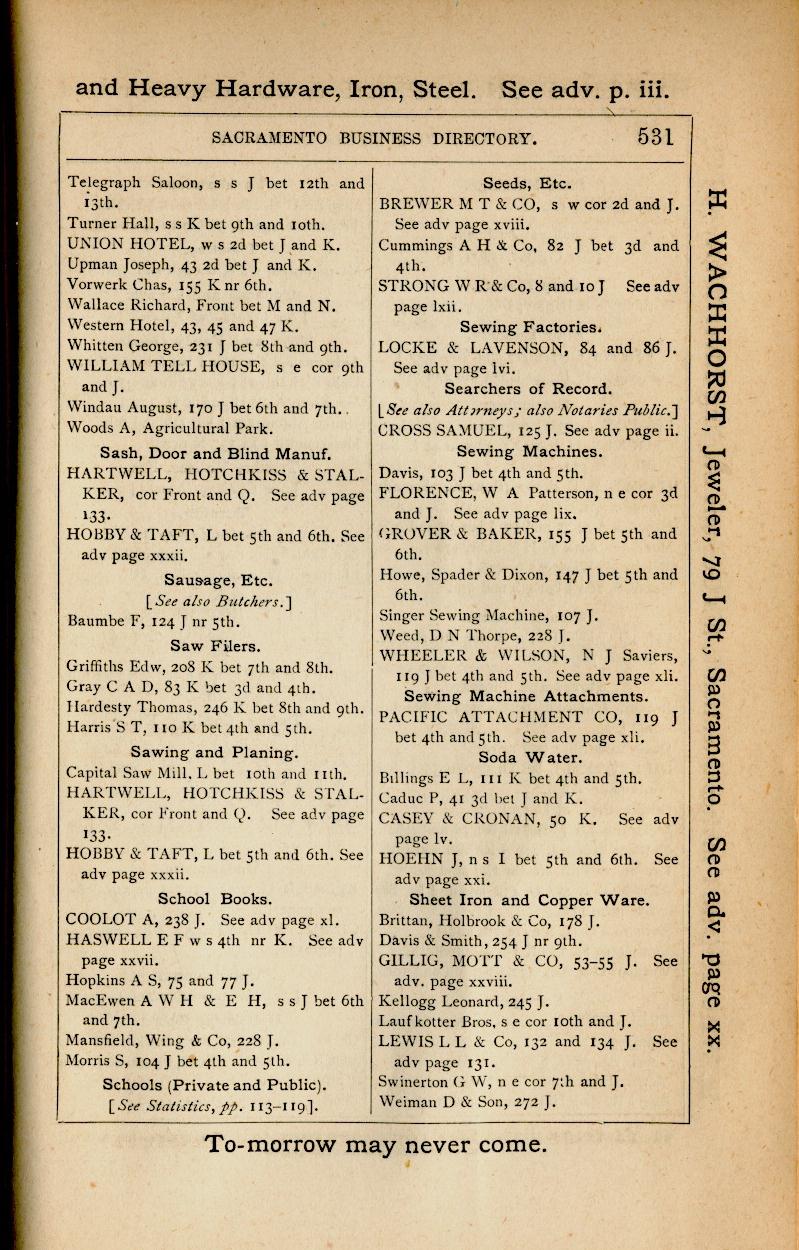 and Heavy Hardware, Iron, Steel. See adv. p. iii.
SACRAMENTO BUSINESS DIRECTORY. 531
Telegraph Saloon, s s J bet 12th and
13th.
Turner Hall, s s K bet 9th and 10th.
UNION HOTEL, w s 2d bet J and K.
Upman Joseph, 43 2d bet J and K.
Vorwerk Chas, 155 K nr 6th.
Wallace Richard, Front bet M and N.
Western Hotel, 43, 45 and 47 K.
Whitten George, 231 J bet 8th and 9th.
WILLIAM TELL HOUSE, s e cor 9th
and J.
Windau August, 170 J bet 6th and 7th.
Woods A, Agricultural Park.
Sash, Door and Blind Manuf.
HARTWELL, HOTCHKISS & STAL-
KER, cor Front and Q. See adv page
133.
HOBBY & TAFT, L bet 5th and 6th. See
adv page xxxii.
Sausage, Etc.
[See also Butchers.]
Baumbe F, 124 J nr 5th.
Saw Filers.
Griffiths Edw, 208 K bet 7th and 8th.
Gray C A D, 83 K bet 3d and 4th.
Hardesty Thomas, 246 K bet 8th and 9th.
Harris S T, 110 K bet 4th and 5th.
Sawing and Planing.
Capital Saw Mill, L bet 10th and 11th.
HARTWELL, HOTCHKISS & STAL-
KER, cor Front and Q. See adv page
133.
HOBBY & TAFT, L bet 5th and 6th. See
adv page xxxii.
School Books.
COOLOT A, 238 J. See adv page xl.
HASWELL E F w s 4th nr K. See adv
page xxvii.
Hopkins A S, 75 and 77 J.
MacEwen A W H & E H, s s J bet 6th
and 7th.
Mansfield, Wing & Co, 228 J.
Morris S, 104 J bet 4th and 5th.
Schools (Private and Public).
[See Statistics, pp. 113-119].
Seeds, Etc.
BREWER M T & CO, s w cor 2d and J.
See adv page xviii.
Cummings A H & Co, 82 J bet 3d and
4th.
STRONG W R & Co, 8 and 10 J See adv
page lxii.
Sewing Factories.
LOCKE & LAVENSON, 84 and 86 J.
See adv page lvi.
Searchers of Record.
[See also Attorneys; also Notaries Public.]
CROSS SAMUEL, 125 J. See adv page ii.
Sewing Machines.
Davis, 103 J bet 4th and 5th.
FLORENCE, W A Patterson, n e cor 3d
and J. See adv page lix.
GROVER & BAKER, 155 J bet 5th and
6th.
Howe, Spader & Dixon, 147 J bet 5th and
6th.
Singer Sewing Machine, 107 J.
Weed, D N Thorpe, 228 J.
WHEELER & WILSON, N J Saviers,
119 J bet 4th and 5th. See adv page xli.
Sewing Machine Attachments.
PACIFIC ATTACHMENT CO, 119 J
bet 4th and 5th. See adv page xli.
Soda Water.
Billings E L, 111 K bet 4th and 5th.
Caduc P, 41 3d bet J and K.
CASEY & CRONAN, 50 K. See adv
page lv.
HOEHN J, n s I bet 5th and 6th. See
adv page xxi.
Sheet Iron and Copper Ware.
Brittan, Holbrook & Co, 178 J.
Davis & Smith, 254 J nr 9th.
GILLIG, MOTT & CO, 53-55 J. See
adv. page xxviii.
Kellogg Leonard, 245 J.
Laufkotter Bros, s e cor 10th and J.
LEWIS L L & Co, 132 and 134 J. See
adv page 131.
Swinerton G W, n e cor 7th and J.
Weiman D & Son, 272 J.
To-morrow may never come.
H. WACHHORST, Jeweler, 79 J St., Sacramento. See adv. page xx.